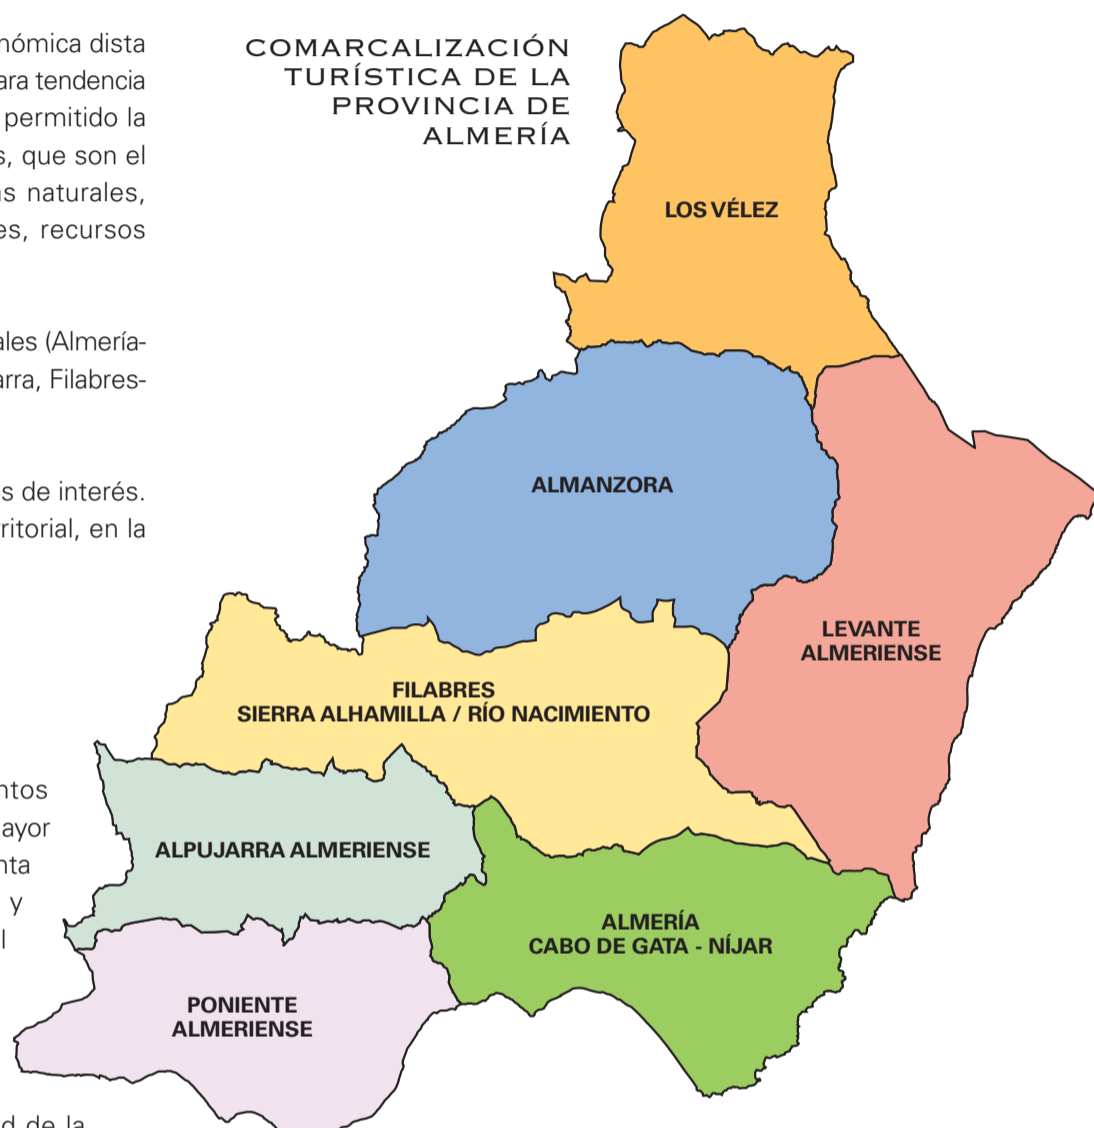 nómica dista
ara tendencia
permitido la
s, que son el
as naturales,
es, recursos
ales (Almería-
arra, Filabres-
s de interés.
ritorial, en la
ntos
ayor
nta
y
l
d de la
COMARCALIZACIÓN
TURÍSTICA DE LA
PROVINCIA DE
ALMERÍA
LOS VÉLEZ
ALMANZORA
LEVANTE
ALMERIENSE
FILABRES
SIERRA ALHAMILLA / RÍO NACIMIENTO
ALPUJARRA ALMERIENSE
ALMERÍA
CABO DE GATA - NÍJAR
PONIENTE
ALMERIENSE